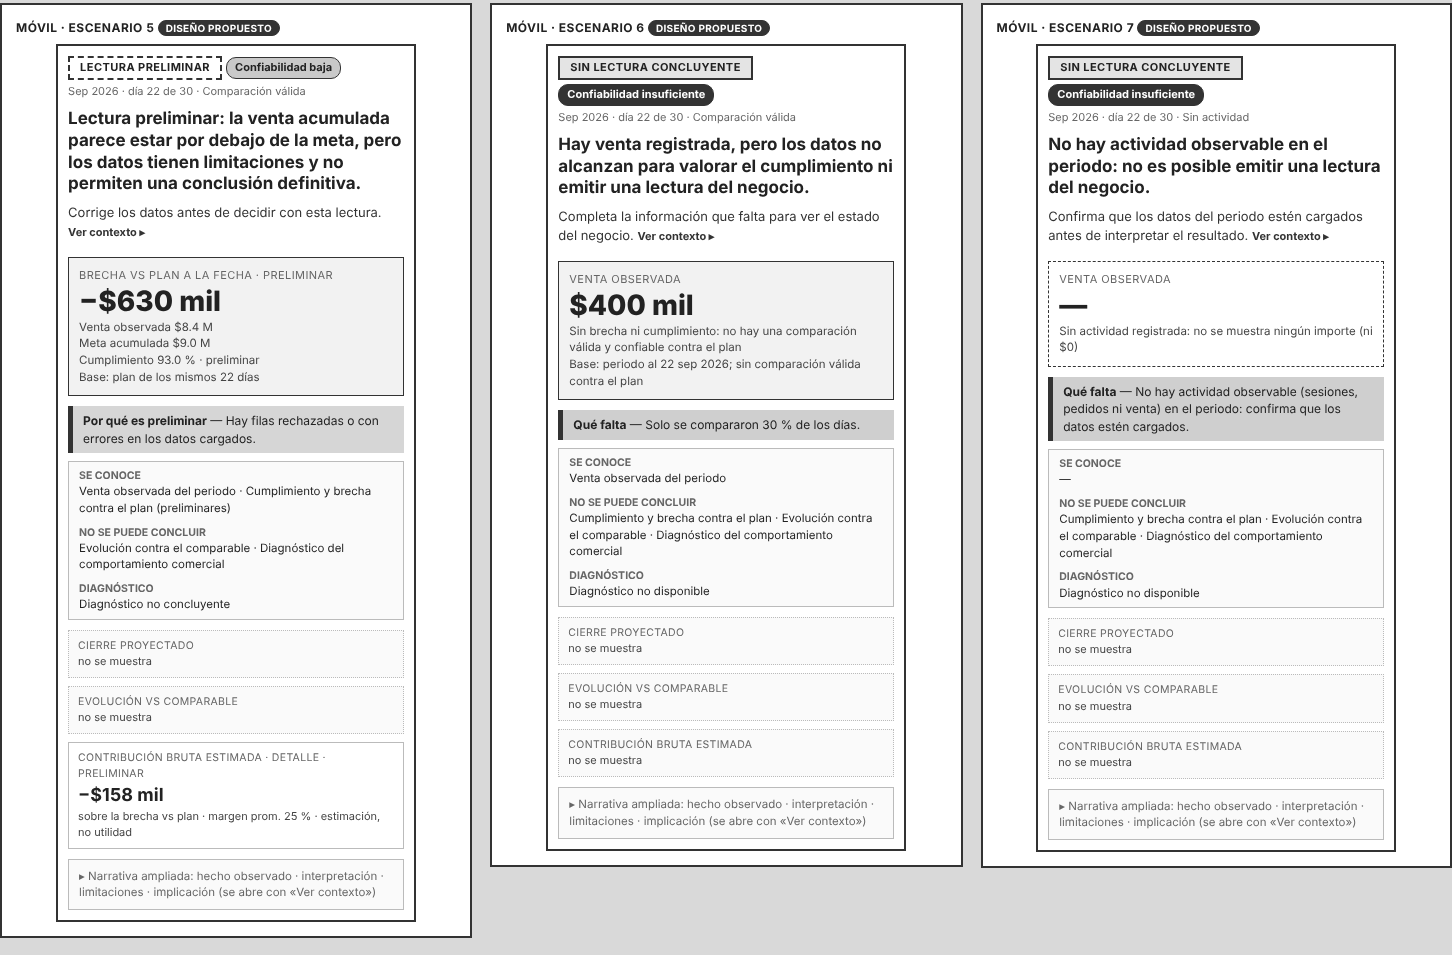 MÓVIL · ESCENARIO 5 DISEÑO PROPUESTO
LECTURA PRELIMINAR Confiabilidad baja
Sep 2026 · día 22 de 30 · Comparación válida
Lectura preliminar: la venta acumulada
parece estar por debajo de la meta, pero
los datos tienen limitaciones y no
permiten una conclusión definitiva.
Corrige los datos antes de decidir con esta lectura.
Ver contexto ▸
BRECHA VS PLAN A LA FECHA · PRELIMINAR
−$630 mil
Venta observada $8.4 M
Meta acumulada $9.0 M
Cumplimiento 93.0 % · preliminar
Base: plan de los mismos 22 días
Por qué es preliminar — Hay filas rechazadas o con
errores en los datos cargados.
SE CONOCE
Venta observada del periodo · Cumplimiento y brecha
contra el plan (preliminares)
NO SE PUEDE CONCLUIR
Evolución contra el comparable · Diagnóstico del
comportamiento comercial
DIAGNÓSTICO
Diagnóstico no concluyente
CIERRE PROYECTADO
no se muestra
EVOLUCIÓN VS COMPARABLE
no se muestra
CONTRIBUCIÓN BRUTA ESTIMADA · DETALLE ·
PRELIMINAR
−$158 mil
sobre la brecha vs plan · margen prom. 25 % · estimación,
no utilidad
▸ Narrativa ampliada: hecho observado · interpretación ·
limitaciones · implicación (se abre con «Ver contexto»)
MÓVIL · ESCENARIO 6 DISEÑO PROPUESTO
SIN LECTURA CONCLUYENTE
Confiabilidad insuficiente
Sep 2026 · día 22 de 30 · Comparación válida
Hay venta registrada, pero los datos no
alcanzan para valorar el cumplimiento ni
emitir una lectura del negocio.
Completa la información que falta para ver el estado
del negocio. Ver contexto ▸
VENTA OBSERVADA
$400 mil
Sin brecha ni cumplimiento: no hay una comparación
válida y confiable contra el plan
Base: periodo al 22 sep 2026; sin comparación válida
contra el plan
Qué falta — Solo se compararon 30 % de los días.
SE CONOCE
Venta observada del periodo
NO SE PUEDE CONCLUIR
Cumplimiento y brecha contra el plan · Evolución contra
el comparable · Diagnóstico del comportamiento
comercial
DIAGNÓSTICO
Diagnóstico no disponible
CIERRE PROYECTADO
no se muestra
EVOLUCIÓN VS COMPARABLE
no se muestra
CONTRIBUCIÓN BRUTA ESTIMADA
no se muestra
▸ Narrativa ampliada: hecho observado · interpretación ·
limitaciones · implicación (se abre con «Ver contexto»)
MÓVIL · ESCENARIO 7 DISEÑO PROPUESTO
SIN LECTURA CONCLUYENTE
Confiabilidad insuficiente
Sep 2026 · día 22 de 30 · Sin actividad
No hay actividad observable en el
periodo: no es posible emitir una lectura
del negocio.
Confirma que los datos del periodo estén cargados
antes de interpretar el resultado. Ver contexto ▸
VENTA OBSERVADA
—
Sin actividad registrada: no se muestra ningún importe (ni
$0)
Qué falta — No hay actividad observable (sesiones,
pedidos ni venta) en el periodo: confirma que los
datos estén cargados.
SE CONOCE
—
NO SE PUEDE CONCLUIR
Cumplimiento y brecha contra el plan · Evolución contra
el comparable · Diagnóstico del comportamiento
comercial
DIAGNÓSTICO
Diagnóstico no disponible
CIERRE PROYECTADO
no se muestra
EVOLUCIÓN VS COMPARABLE
no se muestra
CONTRIBUCIÓN BRUTA ESTIMADA
no se muestra
▸ Narrativa ampliada: hecho observado · interpretación ·
limitaciones · implicación (se abre con «Ver contexto»)